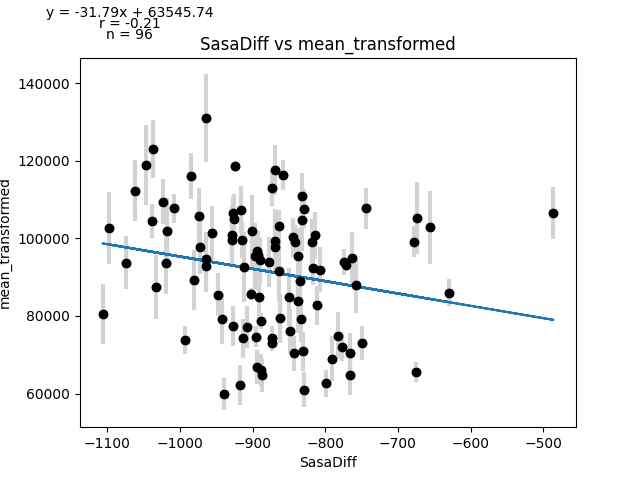 y = -31.79x + 63545.74
r = -0.21
n = 96
SasaDiff vs mean_transformed
mean_transformed
140000
120000
100000
80000
60000
−1100
−1000
−900
−800
−700
−600
−500
SasaDiff